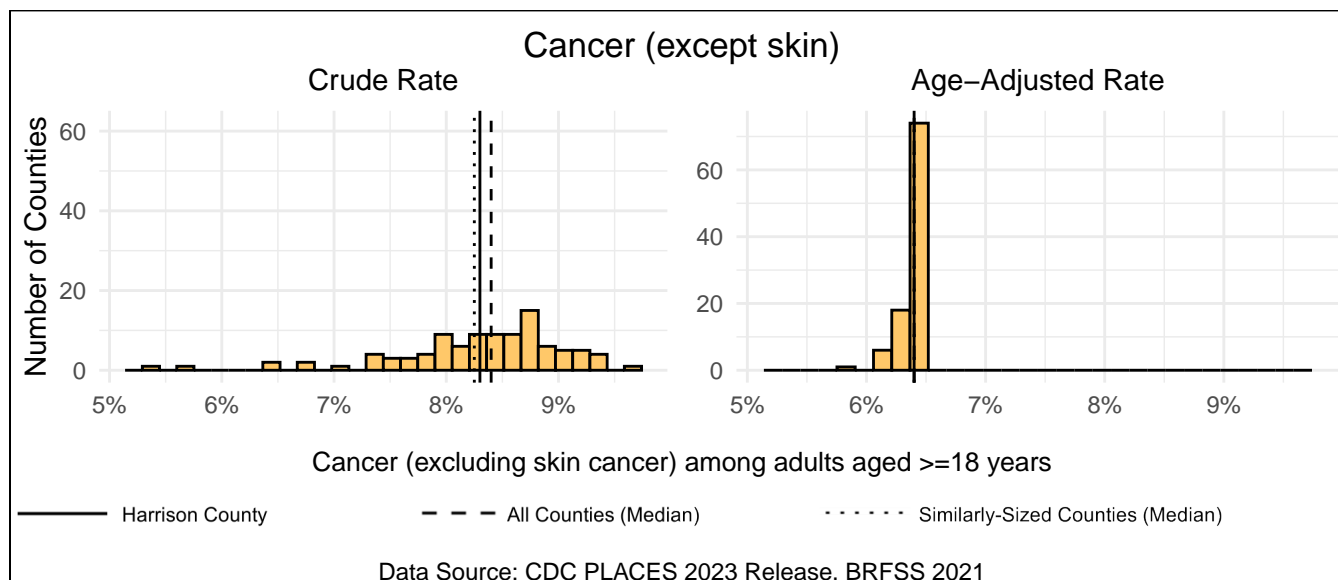 Cancer (except skin)
Crude Rate
Age−Adjusted Rate
Number of Counties
60
40
20
0
5%
6%
7%
8%
9%
60
40
20
0
5%
6%
7%
8%
9%
Cancer (excluding skin cancer) among adults aged >=18 years
Harrison County
All Counties (Median)
Similarly-Sized Counties (Median)
Data Source: CDC PLACES 2023 Release, BRFSS 2021